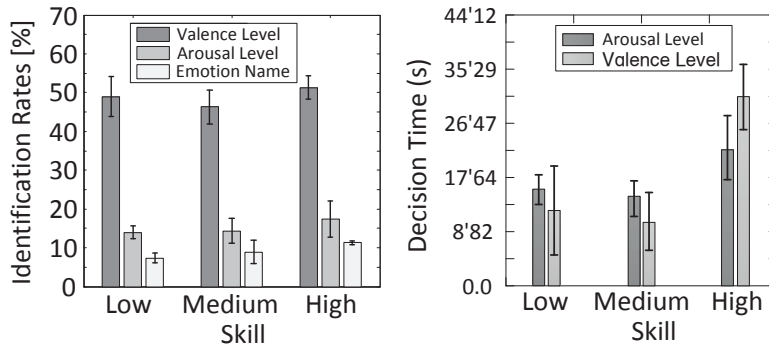 Identification Rates [%]
70
60
50
40
30
20
10
0
Valence Level
Arousal Level
Emotion Name
Low Medium High
Skill
Decision Time (s)
44'12
35'29
26'47
17'64
8'82
0.0
Arousal Level
Valence Level
Low Medium High
Skill